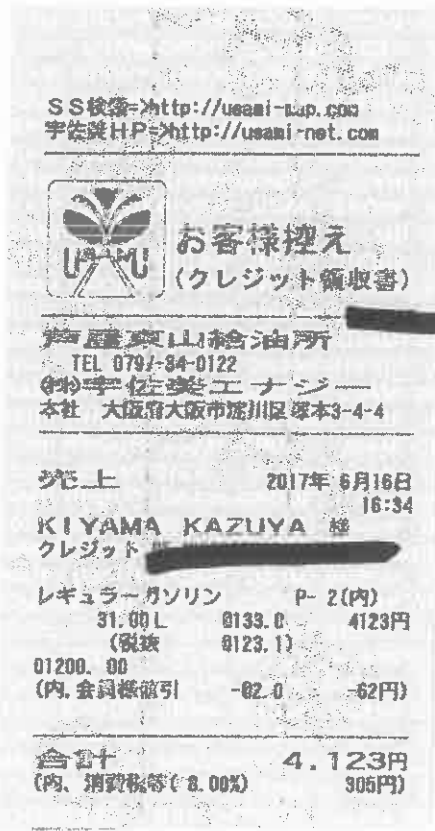 SS検索=>http://usami-map.com
宇佐美HP=>http://usami-net.com
USAMI
お客様控え
(クレジット領収書)
芦屋東山給油所
TEL 0797-34-0122
(株)宇佐美エナジー
本社 大阪府大阪市淀川区塚本3-4-4
売上 2017年 6月16日
16:34
KIYAMA KAZUYA 様
クレジット
レギュラーガソリン P- 2(内)
31.00L @133.0 4123円
(税抜 @123.1)
01200. 00
(内,会員様値引 -@2.0 -62円)
合計 4,123円
(内、消費税等( 8.00%) 305円)